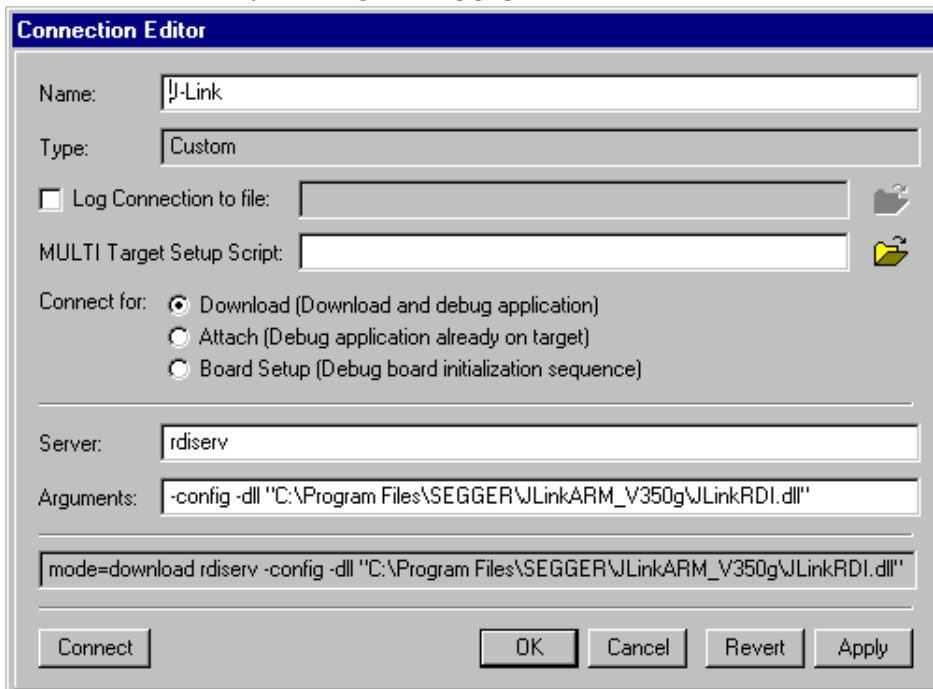 Connection Editor
Name: J-Link
Type: Custom
Log Connection to file:
MULTI Target Setup Script:
Connect for: Download (Download and debug application)
Attach (Debug application already on target)
Board Setup (Debug board initialization sequence)
Server: rdiserv
Arguments: -config -dll "C:\Program Files\SEGGER\JLinkARM_V350g\JLinkRDI.dll"
mode=download rdiserv -config -dll "C:\Program Files\SEGGER\JLinkARM_V350g\JLinkRDI.dll"
Connect OK Cancel Revert Apply